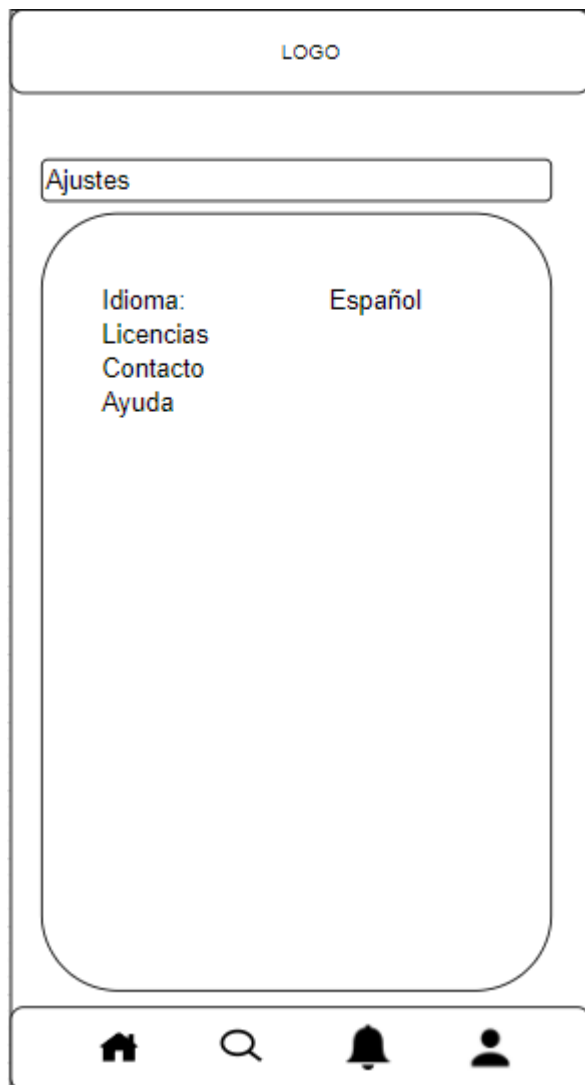 LOGO
Ajustes
Idioma: Español
Licencias
Contacto
Ayuda